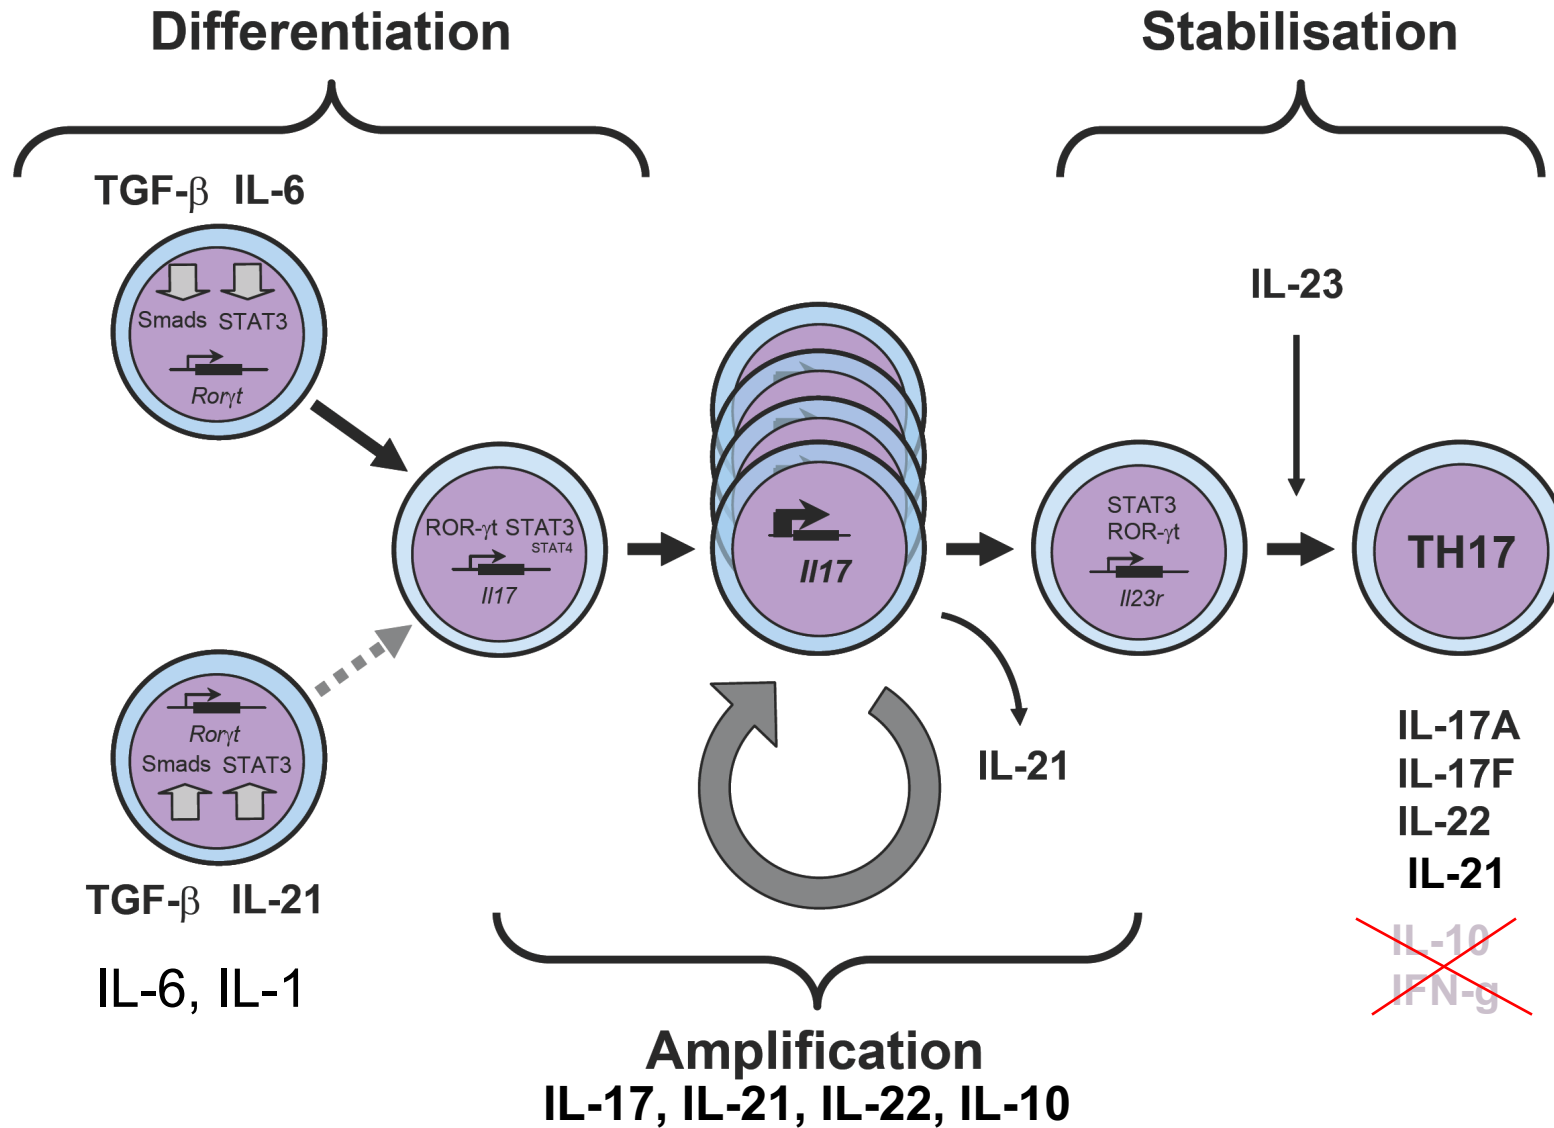 Differentiation
Stabilisation
TGF-β IL-6
Smads STAT3
Rorγt
IL-23
ROR-γt STAT3
STAT4
Il17
Il17
STAT3
ROR-γt
Il23r
TH17
Rorγt
Smads STAT3
TGF-β IL-21
IL-6, IL-1
IL-21
IL-17A
IL-17F
IL-22
IL-21
IL-10
IFN-g
Amplification
IL-17, IL-21, IL-22, IL-10